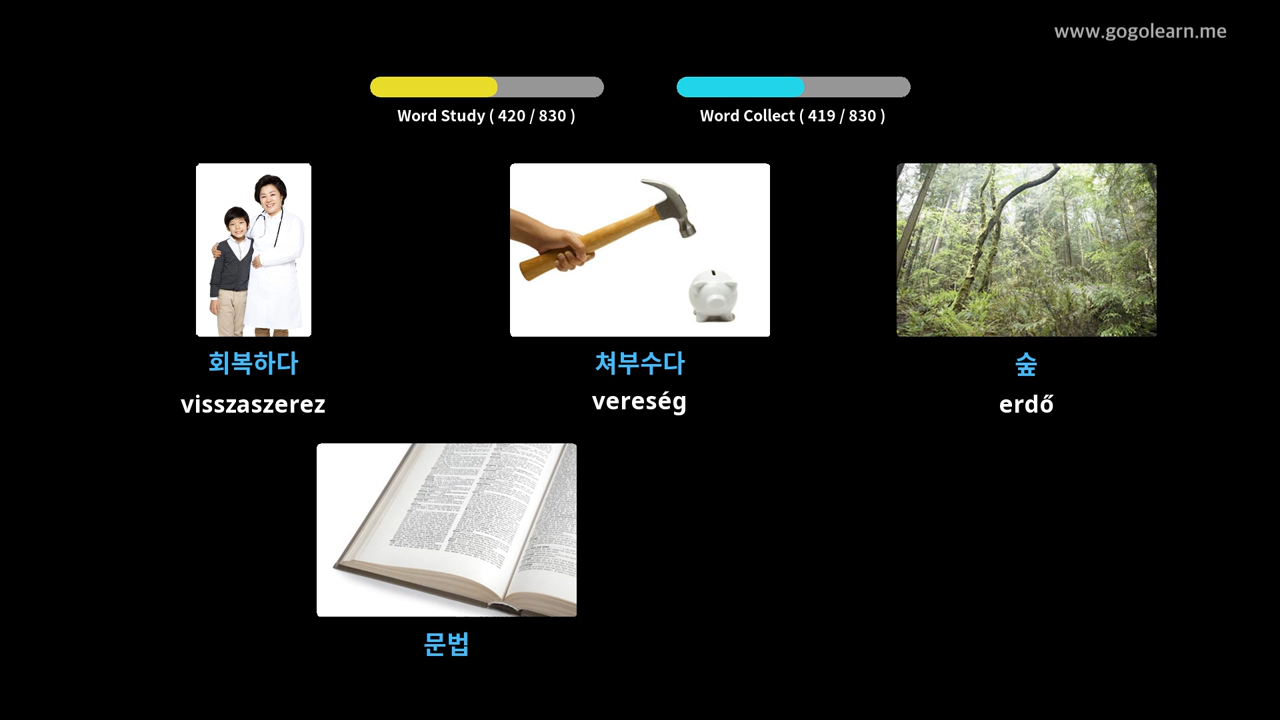 www.gogolearn.me
Word Study ( 420 / 830 )
Word Collect ( 419 / 830 )
회복하다
visszaszerez
쳐부수다
vereség
숲
erdő
문법